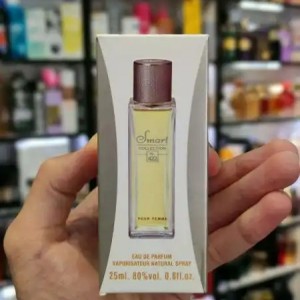 Smart
COLLECTION
POUR FEMME
EAU DE PARFUM
VAPORISATEUR NATURAL SPRAY
25ml. 80%vol. 0.8fl.oz.